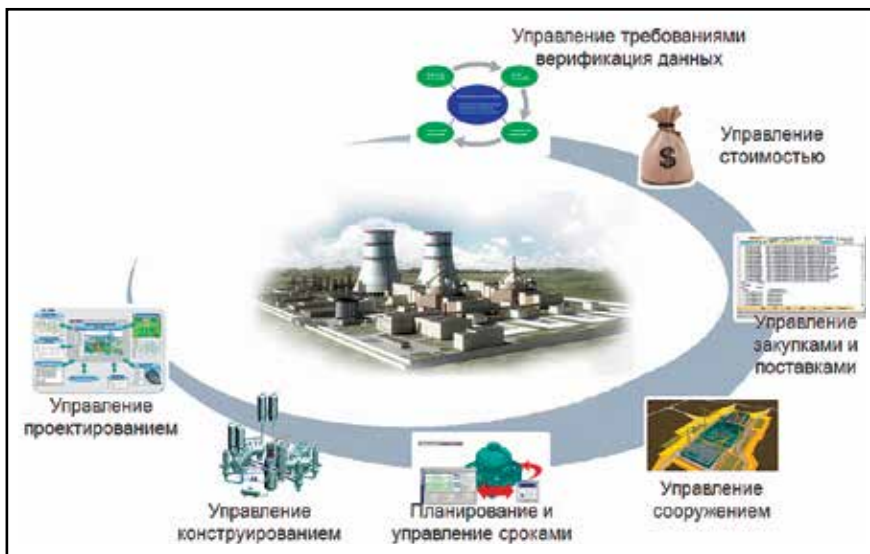 Управление требованиями
верификация данных
Управление
стоимостью
$
Управление
закупками и
поставками
Управление
сооружением
Планирование и
управление сроками
Управление
конструированием
Управление
проектированием